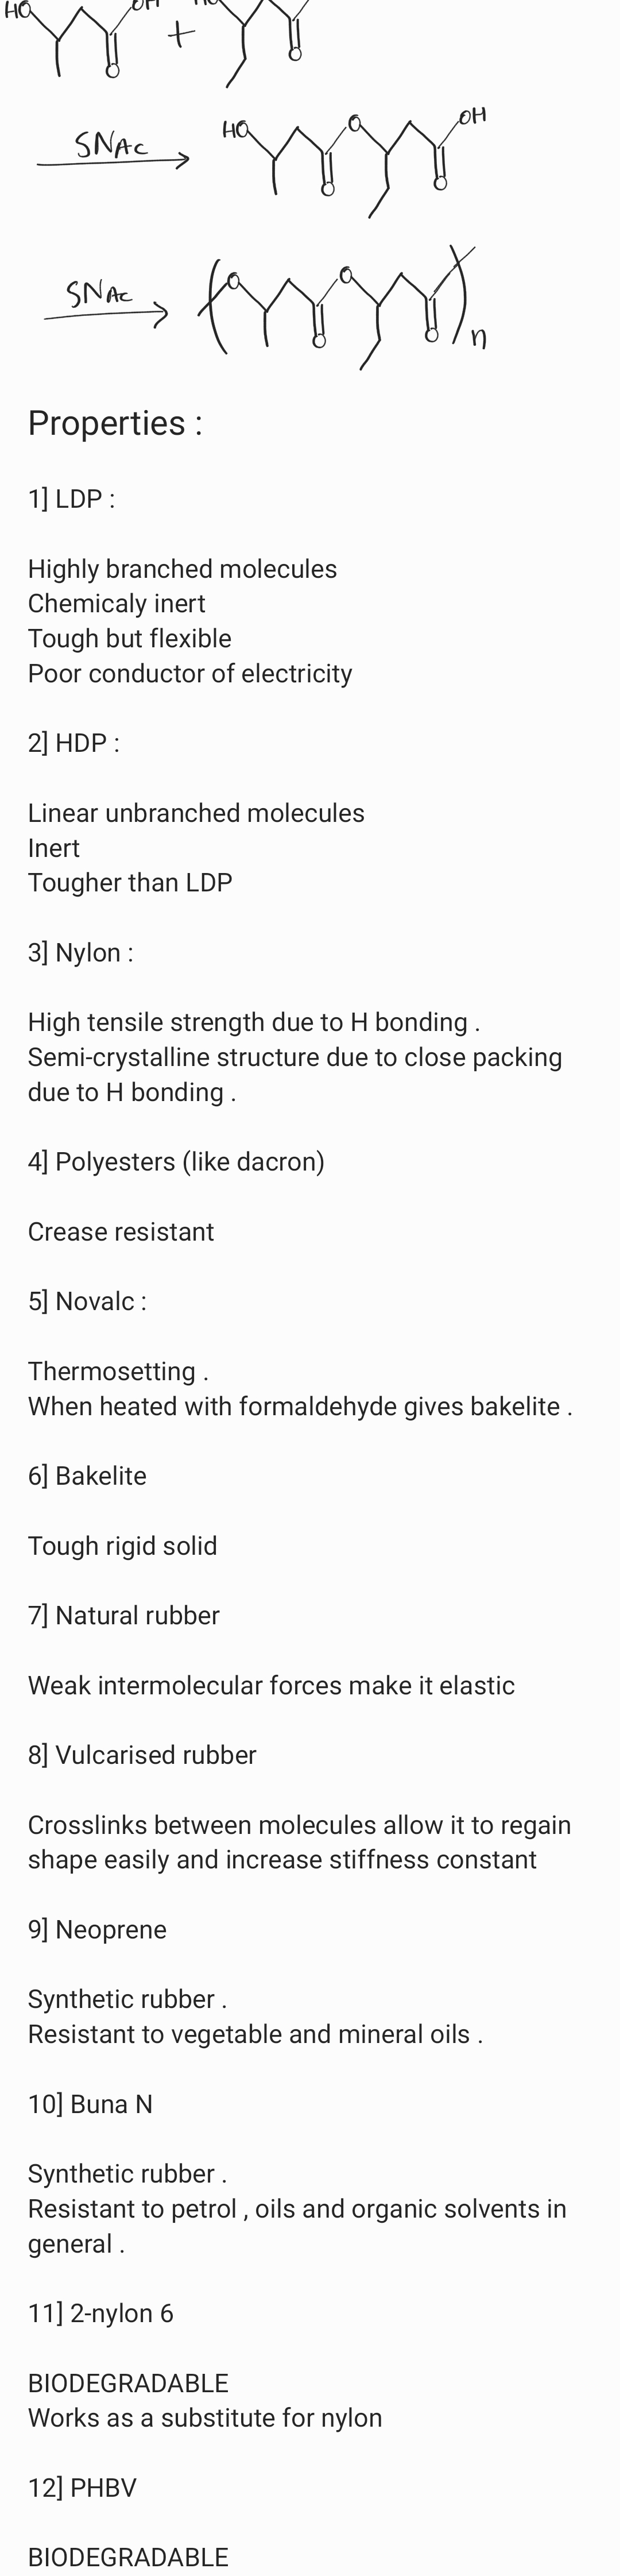 HO
OH
HO
+
O
O
SNAC
HO
O
OH
O
O
SNAC
( O O ) n
O
O
Properties :
1] LDP :
Highly branched molecules
Chemicaly inert
Tough but flexible
Poor conductor of electricity
2] HDP :
Linear unbranched molecules
Inert
Tougher than LDP
3] Nylon :
High tensile strength due to H bonding .
Semi-crystalline structure due to close packing
due to H bonding .
4] Polyesters (like dacron)
Crease resistant
5] Novalc :
Thermosetting .
When heated with formaldehyde gives bakelite .
6] Bakelite
Tough rigid solid
7] Natural rubber
Weak intermolecular forces make it elastic
8] Vulcarised rubber
Crosslinks between molecules allow it to regain
shape easily and increase stiffness constant
9] Neoprene
Synthetic rubber .
Resistant to vegetable and mineral oils .
10] Buna N
Synthetic rubber .
Resistant to petrol , oils and organic solvents in
general .
11] 2-nylon 6
BIODEGRADABLE
Works as a substitute for nylon
12] PHBV
BIODEGRADABLE